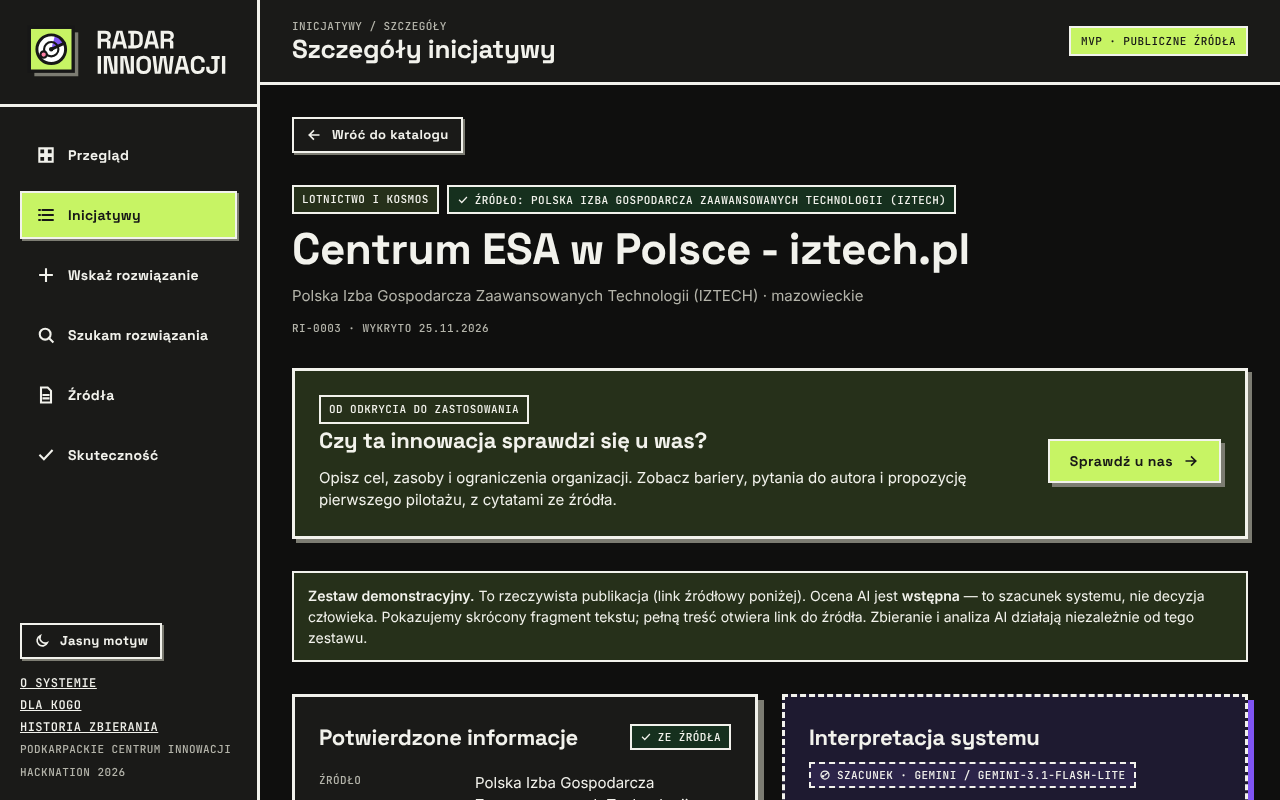 RADAR
INNOWACJI
Przegląd
Inicjatywy
Wskaż rozwiązanie
Szukam rozwiązania
Źródła
Skuteczność
Jasny motyw
O SYSTEMIE
DLA KOGO
HISTORIA ZBIERANIA
PODKARPACKIE CENTRUM INNOWACJI
HACKNATION 2026
INICJATYWY / SZCZEGÓŁY
Szczegóły inicjatywy
MVP · PUBLICZNE ŹRÓDŁA
Wróć do katalogu
LOTNICTWO I KOSMOS
ŹRÓDŁO: POLSKA IZBA GOSPODARCZA ZAAWANSOWANYCH TECHNOLOGII (IZTECH)
Centrum ESA w Polsce - iztech.pl
Polska Izba Gospodarcza Zaawansowanych Technologii (IZTECH) · mazowieckie
RI-0003 · WYKRYTO 25.11.2026
OD ODKRYCIA DO ZASTOSOWANIA
Czy ta innowacja sprawdzi się u was?
Opisz cel, zasoby i ograniczenia organizacji. Zobacz bariery, pytania do autora i propozycję
pierwszego pilotażu, z cytatami ze źródła.
Sprawdź u nas
Zestaw demonstracyjny. To rzeczywista publikacja (link źródłowy poniżej). Ocena AI jest wstępna — to szacunek systemu, nie decyzja
człowieka. Pokazujemy skrócony fragment tekstu; pełną treść otwiera link do źródła. Zbieranie i analiza AI działają niezależnie od tego
zestawu.
Potwierdzone informacje
ZE ŹRÓDŁA
ŹRÓDŁO
Polska Izba Gospodarcza
Interpretacja systemu
SZACUNEK · GEMINI / GEMINI-3.1-FLASH-LITE